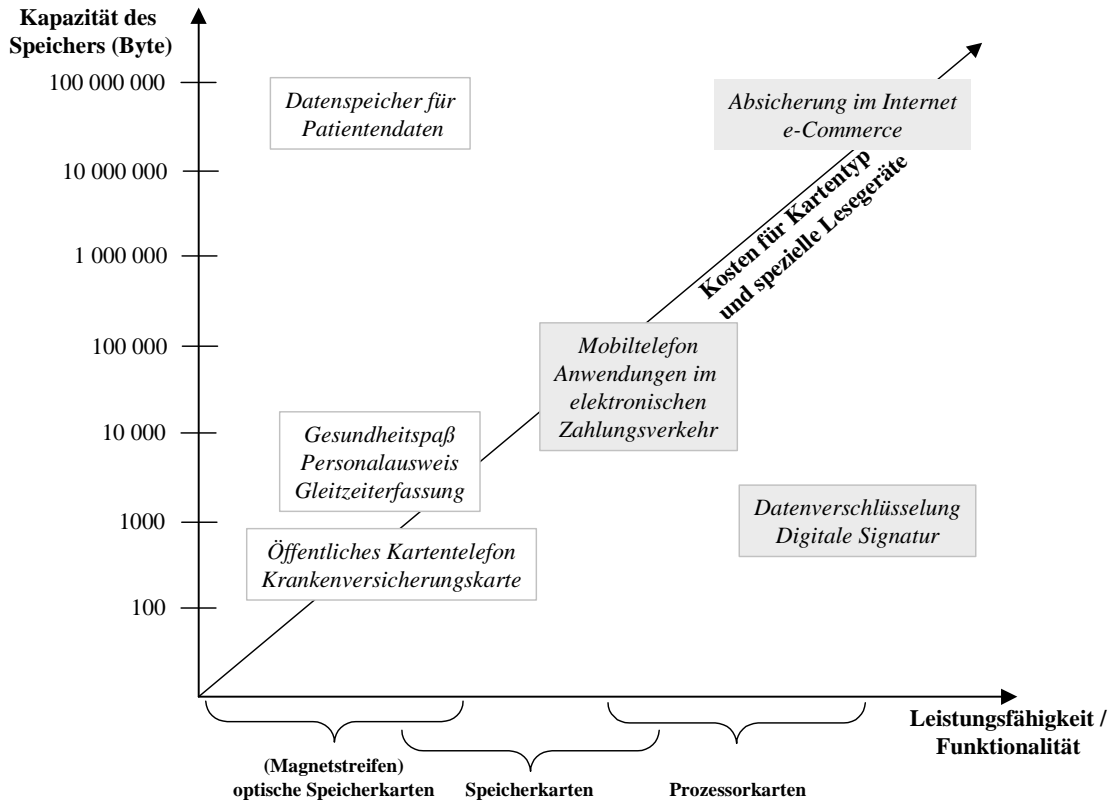 Kapazität des
Speichers (Byte)
100 000 000
10 000 000
1 000 000
100 000
10 000
1000
100
Datenspeicher für
Patientendaten
Absicherung im Internet
e-Commerce
Kosten für Kartentyp
und spezielle Lesegeräte
Mobiltelefon
Anwendungen im
elektronischen
Zahlungsverkehr
Gesundheitspaß
Personalausweis
Gleitzeiterfassung
Datenverschlüsselung
Digitale Signatur
Öffentliches Kartentelefon
Krankenversicherungskarte
Leistungsfähigkeit /
Funktionalität
(Magnetstreifen)
optische Speicherkarten
Speicherkarten
Prozessorkarten